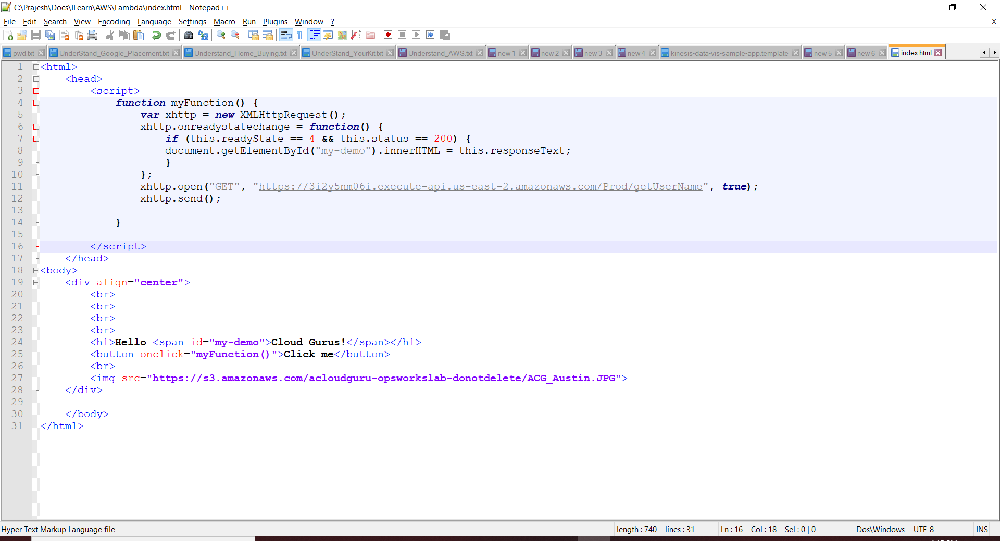 C:\Prajesh\Docs\ILearn\AWS\Lambda\index.html - Notepad++
File Edit Search View Encoding Language Settings Macro Run Plugins Window ? X
pwd.txt UnderStand_Google_Placement.txt Understand_Home_Buying.txt UnderStand_YourKit.txt Understand_AWS.txt new 1 new 2 new 3 new 4 kinesis-data-vis-sample-app.template new 5 new 6 index.html
1 <html>
2 <head>
3 <script>
4 function myFunction() {
5 var xhttp = new XMLHttpRequest();
6 xhttp.onreadystatechange = function() {
7 if (this.readyState == 4 && this.status == 200) {
8 document.getElementById("my-demo").innerHTML = this.responseText;
9 }
10 };
11 xhttp.open("GET", "https://3i2y5nm06i.execute-api.us-east-2.amazonaws.com/Prod/getUserName", true);
12 xhttp.send();
13
14 }
15
16 </script>
17 </head>
18 <body>
19 <div align="center">
20 <br>
21 <br>
22 <br>
23 <br>
24 <h1>Hello <span id="my-demo">Cloud Gurus!</span></h1>
25 <button onclick="myFunction()">Click me</button>
26 <br>
27 <img src="https://s3.amazonaws.com/acloudguru-opsworkslab-donotdelete/ACG_Austin.JPG">
28 </div>
29
30 </body>
31 </html>
Hyper Text Markup Language file length : 740 lines : 31 Ln : 16 Col : 18 Sel : 0 | 0 Dos\Windows UTF-8 INS